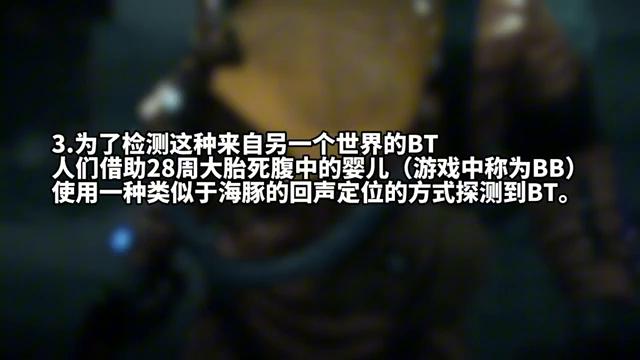 3.为了检测这种来自另一个世界的BT
人们借助28周大胎死腹中的婴儿（游戏中称为BB）
使用一种类似于海豚的回声定位的方式探测到BT。